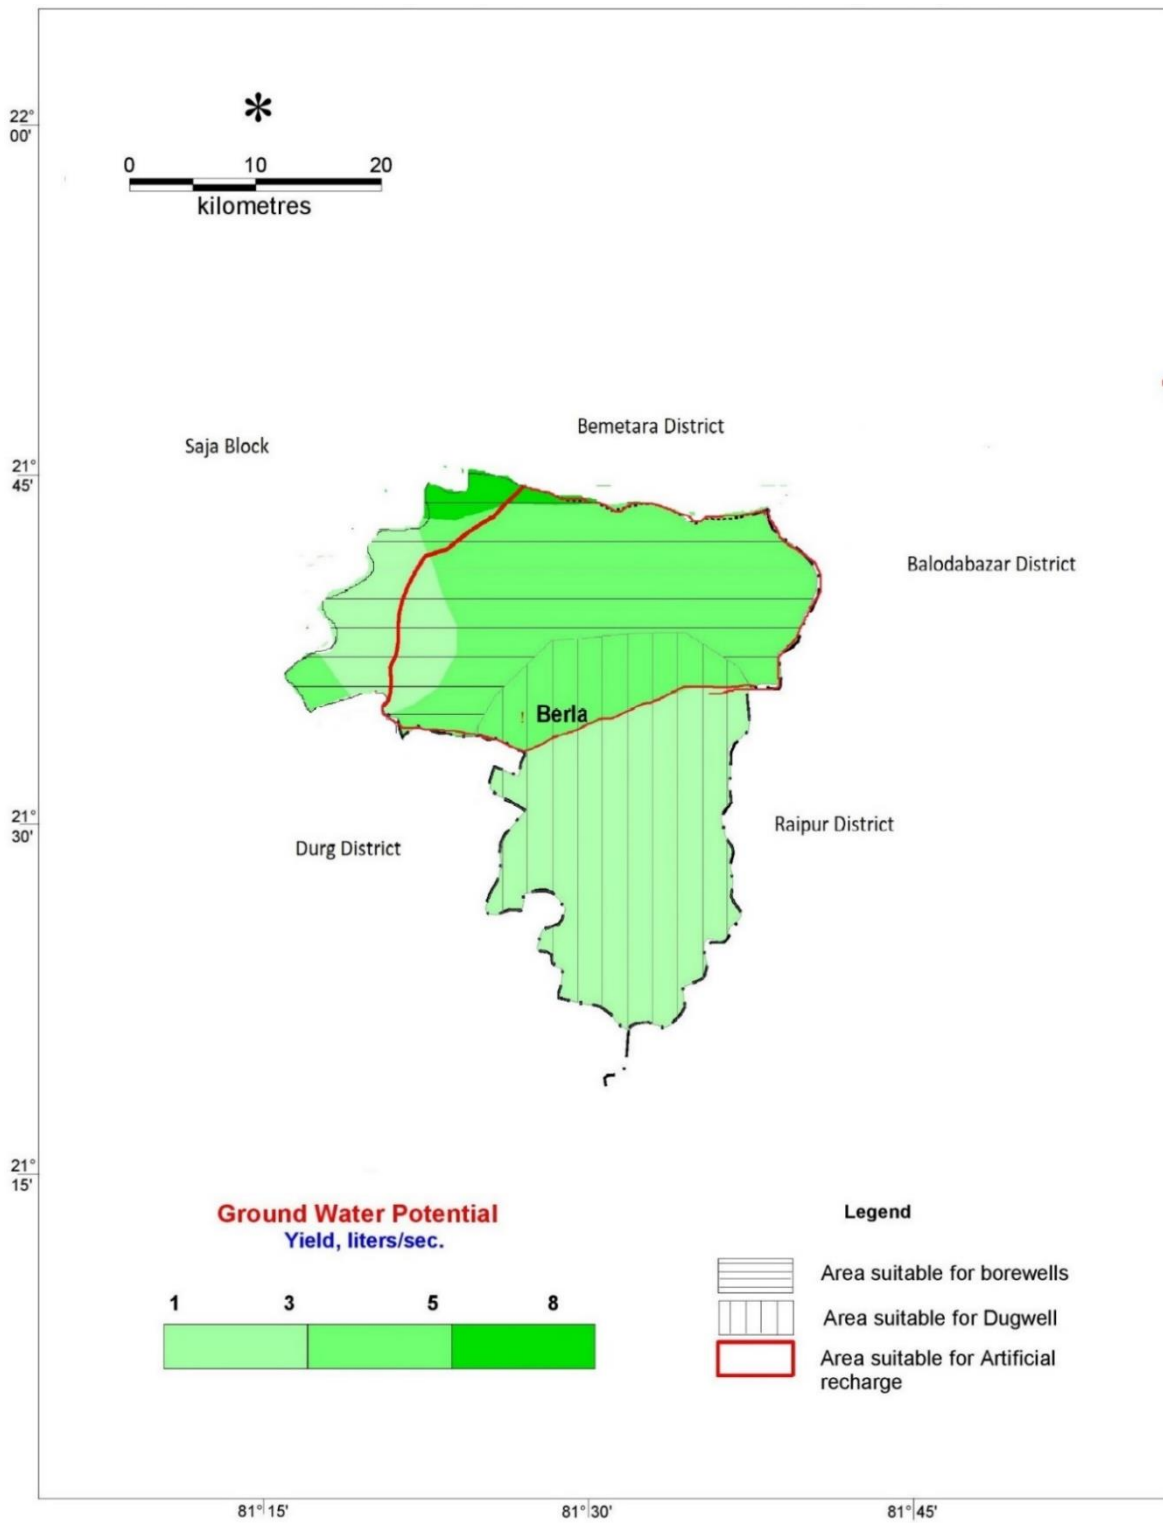 22°
00'
*
0 10 20
kilometres
Bemetara District
Saja Block
21°
45'
Balodabazar District
Berla
21°
30'
Raipur District
Durg District
21°
15'
Ground Water Potential
Yield, liters/sec.
1 3 5 8
Legend
Area suitable for borewells
Area suitable for Dugwell
Area suitable for Artificial
recharge
81° 15' 81° 30' 81° 45'